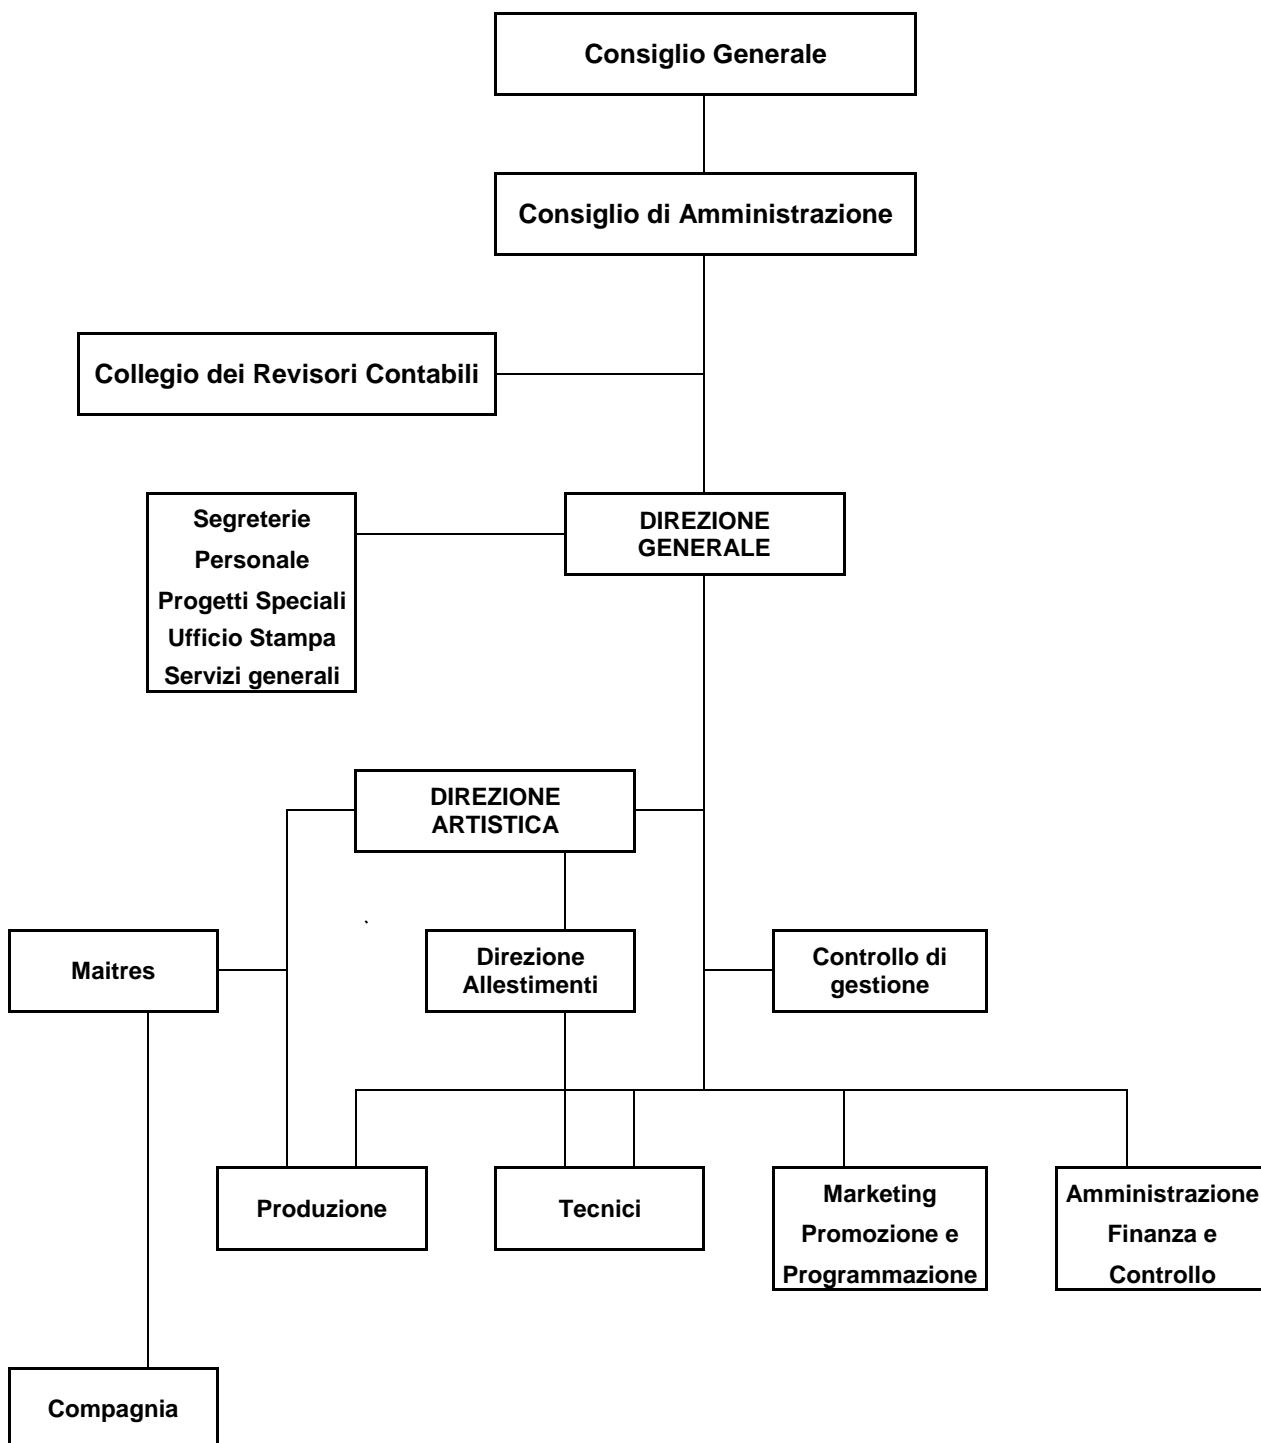 Consiglio Generale
Consiglio di Amministrazione
Collegio dei Revisori Contabili
Segreterie
Personale
Progetti Speciali
Ufficio Stampa
Servizi generali
DIREZIONE
GENERALE
DIREZIONE
ARTISTICA
Maitres
Direzione
Allestimenti
Controllo di
gestione
Produzione
Tecnici
Marketing
Promozione e
Programmazione
Amministrazione
Finanza e
Controllo
Compagnia